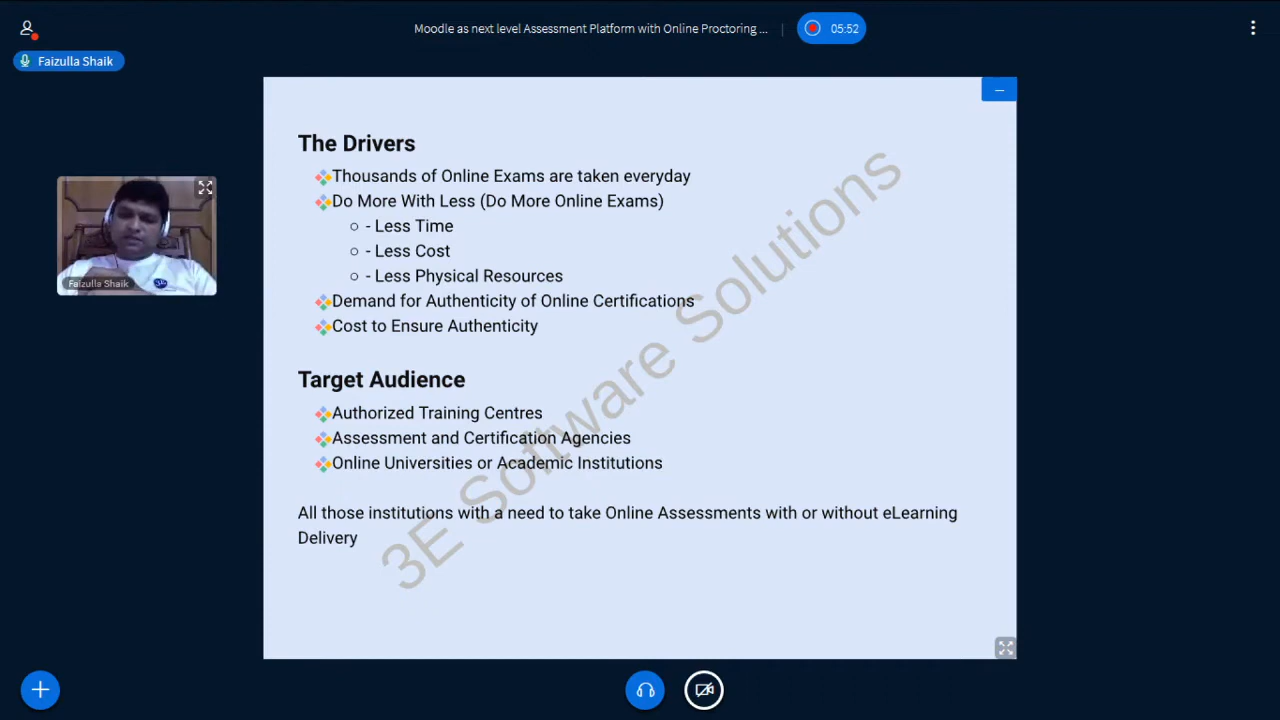 Moodle as next level Assessment Platform with Online Proctoring ...
05:52
Faizulla Shaik
Faizulla Shaik
The Drivers
Thousands of Online Exams are taken everyday
Do More With Less (Do More Online Exams)
- Less Time
- Less Cost
- Less Physical Resources
Demand for Authenticity of Online Certifications
Cost to Ensure Authenticity
Target Audience
Authorized Training Centres
Assessment and Certification Agencies
Online Universities or Academic Institutions
All those institutions with a need to take Online Assessments with or without eLearning
Delivery
3E Software Solutions